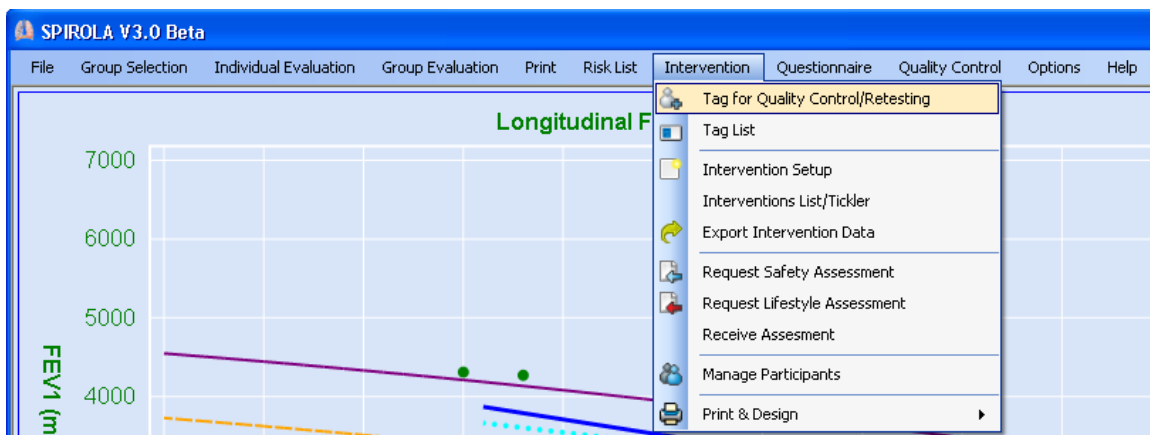 SPIROLA V3.0 Beta
File Group Selection Individual Evaluation Group Evaluation Print Risk List Intervention Questionnaire Quality Control Options Help
Longitudinal F
7000
6000
5000
4000
FEV1 (m
Tag for Quality Control/Retesting
Tag List
Intervention Setup
Interventions List/Tickler
Export Intervention Data
Request Safety Assessment
Request Lifestyle Assessment
Receive Assesment
Manage Participants
Print & Design